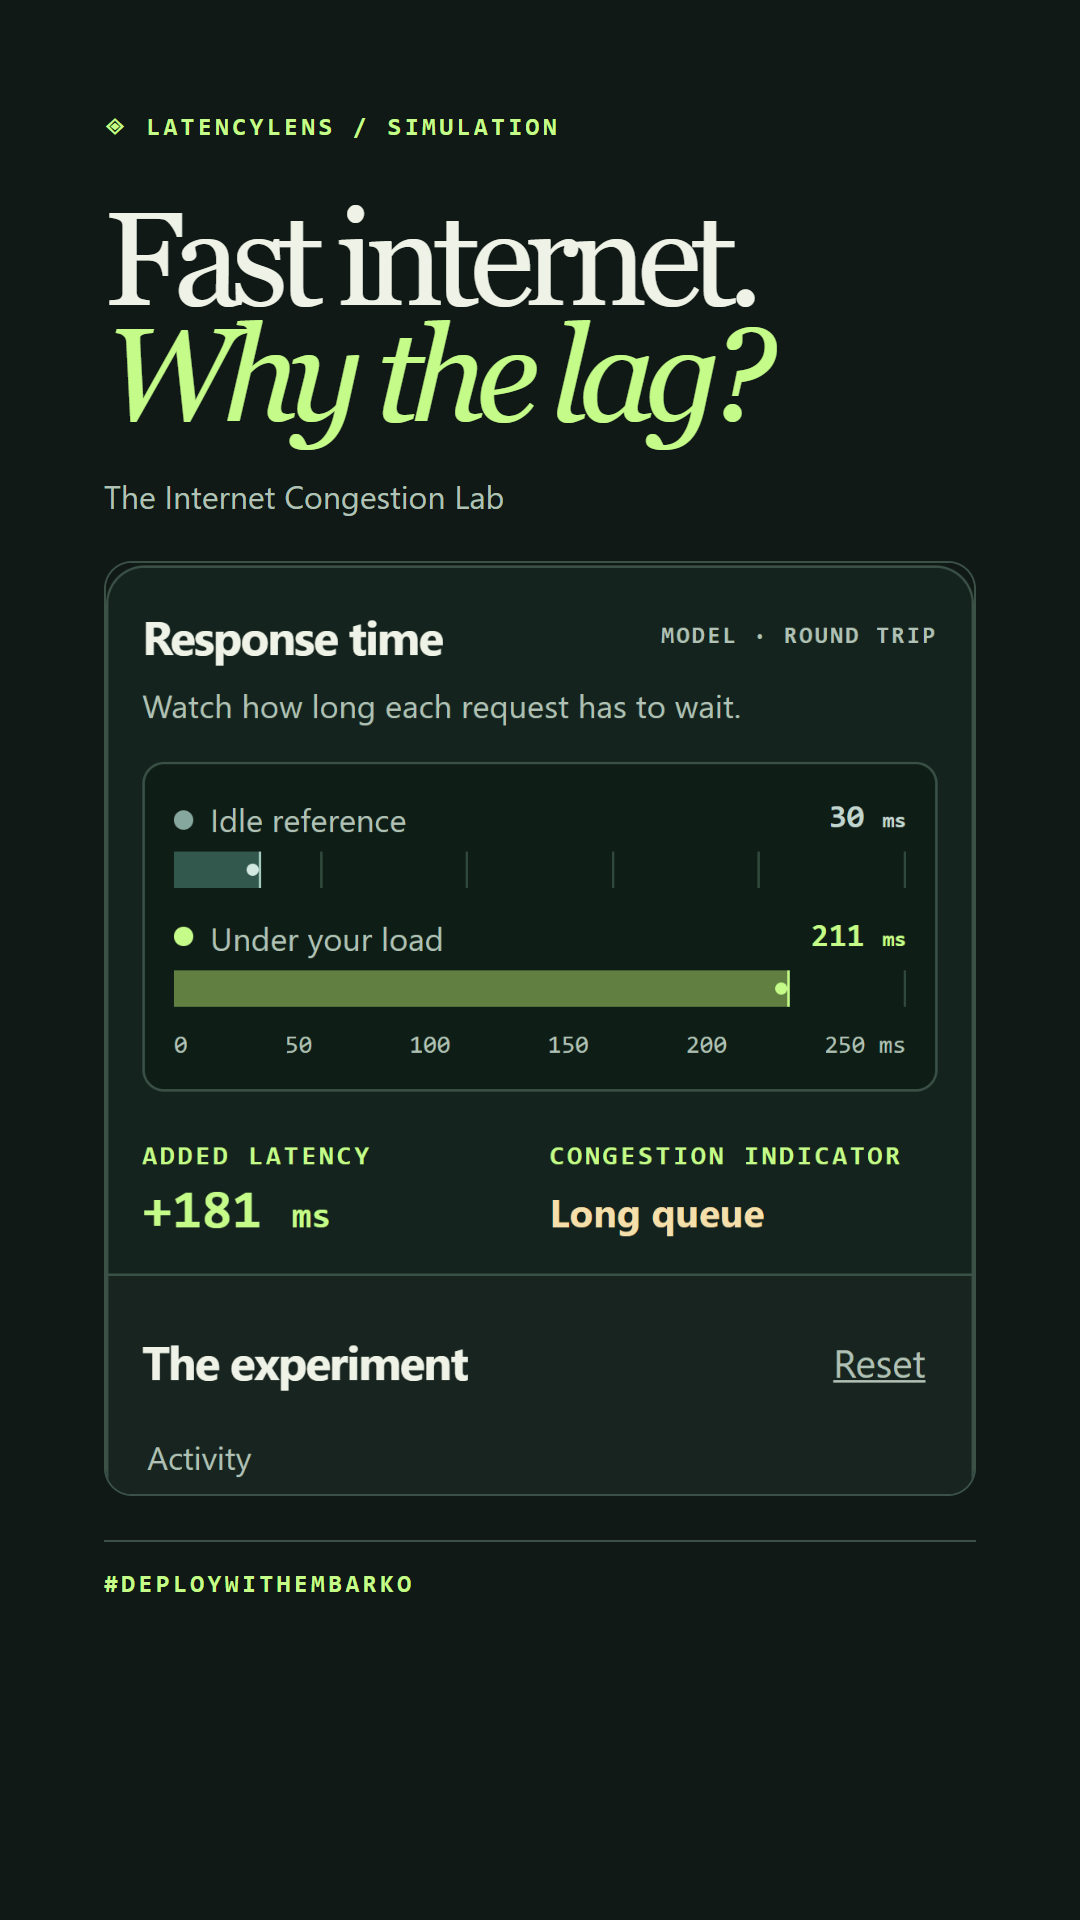 ◈ LATENCYLENS / SIMULATION
Fast internet.
Why the lag?
The Internet Congestion Lab
Response time
MODEL · ROUND TRIP
Watch how long each request has to wait.
Idle reference 30 ms
Under your load 211 ms
0 50 100 150 200 250 ms
ADDED LATENCY
+181 ms
CONGESTION INDICATOR
Long queue
The experiment
Reset
Activity
#DEPLOYWITHEMBARKO